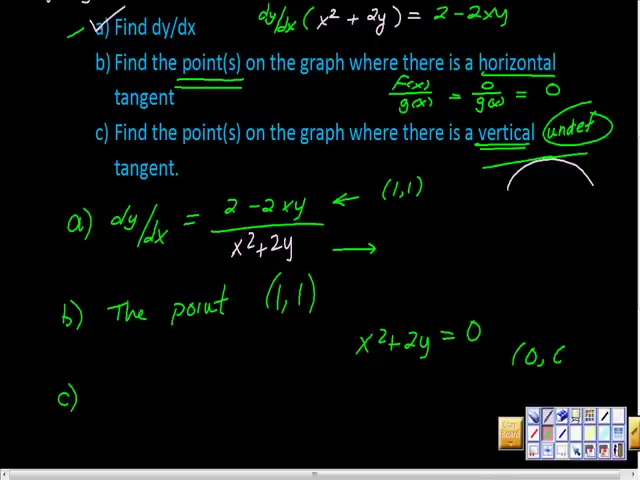 dy/dx ( x² + 2y ) = 2 - 2xy
a) Find dy/dx
b) Find the point(s) on the graph where there is a horizontal
tangent
F(x)/g(x) = 0/g(x) = 0
c) Find the point(s) on the graph where there is a vertical undef
tangent.
a) dy/dx = 2 - 2xy / x² + 2y ← (1,1)
→
b) The point (1,1)
x² + 2y = 0
(0, 
c)